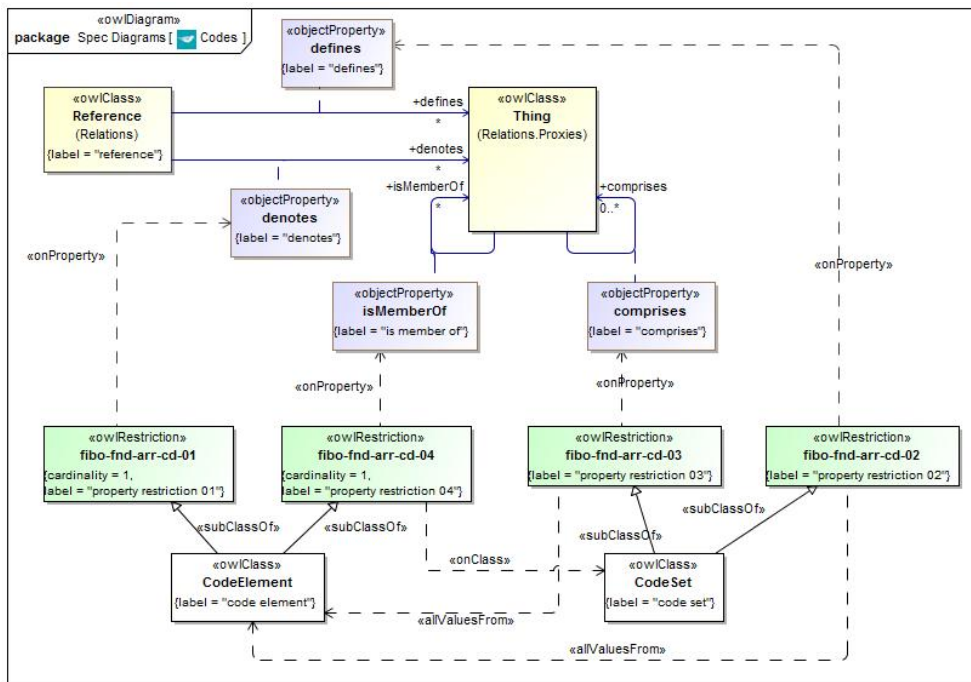 «owlDiagram»
package Spec Diagrams [ Codes ]
«objectProperty»
defines
{label = "defines"}
«owlClass»
Reference
(Relations)
{label = "reference"}
+defines
*
+denotes
*
+isMemberOf
*
«owlClass»
Thing
(Relations.Proxies)
+comprises
0..*
«objectProperty»
denotes
{label = "denotes"}
«onProperty»
«onProperty»
«objectProperty»
isMemberOf
{label = "is member of"}
«objectProperty»
comprises
{label = "comprises"}
«onProperty»
«onProperty»
«owlRestriction»
fibo-fnd-arr-cd-01
{cardinality = 1,
label = "property restriction 01"}
«owlRestriction»
fibo-fnd-arr-cd-04
{cardinality = 1,
label = "property restriction 04"}
«owlRestriction»
fibo-fnd-arr-cd-03
{label = "property restriction 03"}
«owlRestriction»
fibo-fnd-arr-cd-02
{label = "property restriction 02"}
«subClassOf»
«subClassOf»
«subClassOf»
«subClassOf»
«owlClass»
CodeElement
{label = "code element"}
«onClass»
«owlClass»
CodeSet
{label = "code set"}
«allValuesFrom»
«allValuesFrom»